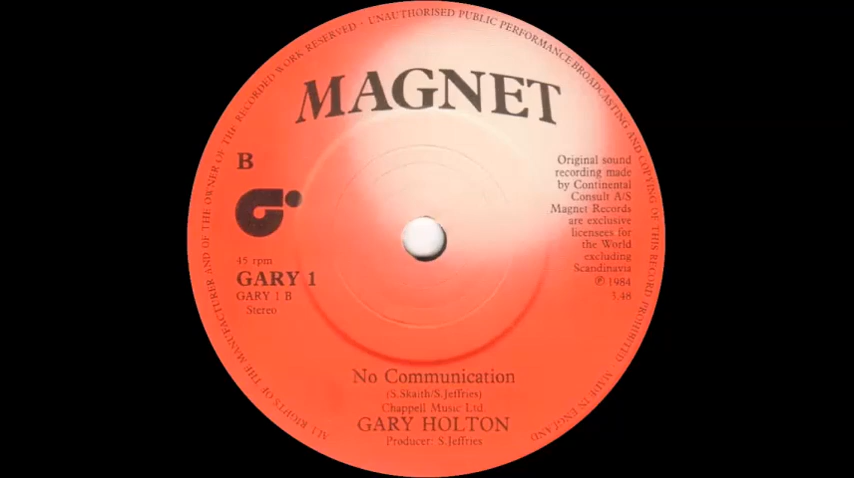 ALL RIGHTS OF THE MANUFACTURER AND OF THE OWNER OF THE RECORDED WORK RESERVED · UNAUTHORISED PUBLIC PERFORMANCE BROADCASTING AND COPYING OF THIS RECORD PROHIBITED MADE IN ENGLAND
MAGNET
B
Original sound
recording made
by Continental
Consult A/S
Magnet Records
are exclusive
licensees for
the World
excluding
Scandinavia
℗ 1984
3.48
45 rpm
GARY 1
GARY 1 B
Stereo
No Communication
(S.Skaith/S.Jeffries)
Chappell Music Ltd.
GARY HOLTON
Producer: S.Jeffries